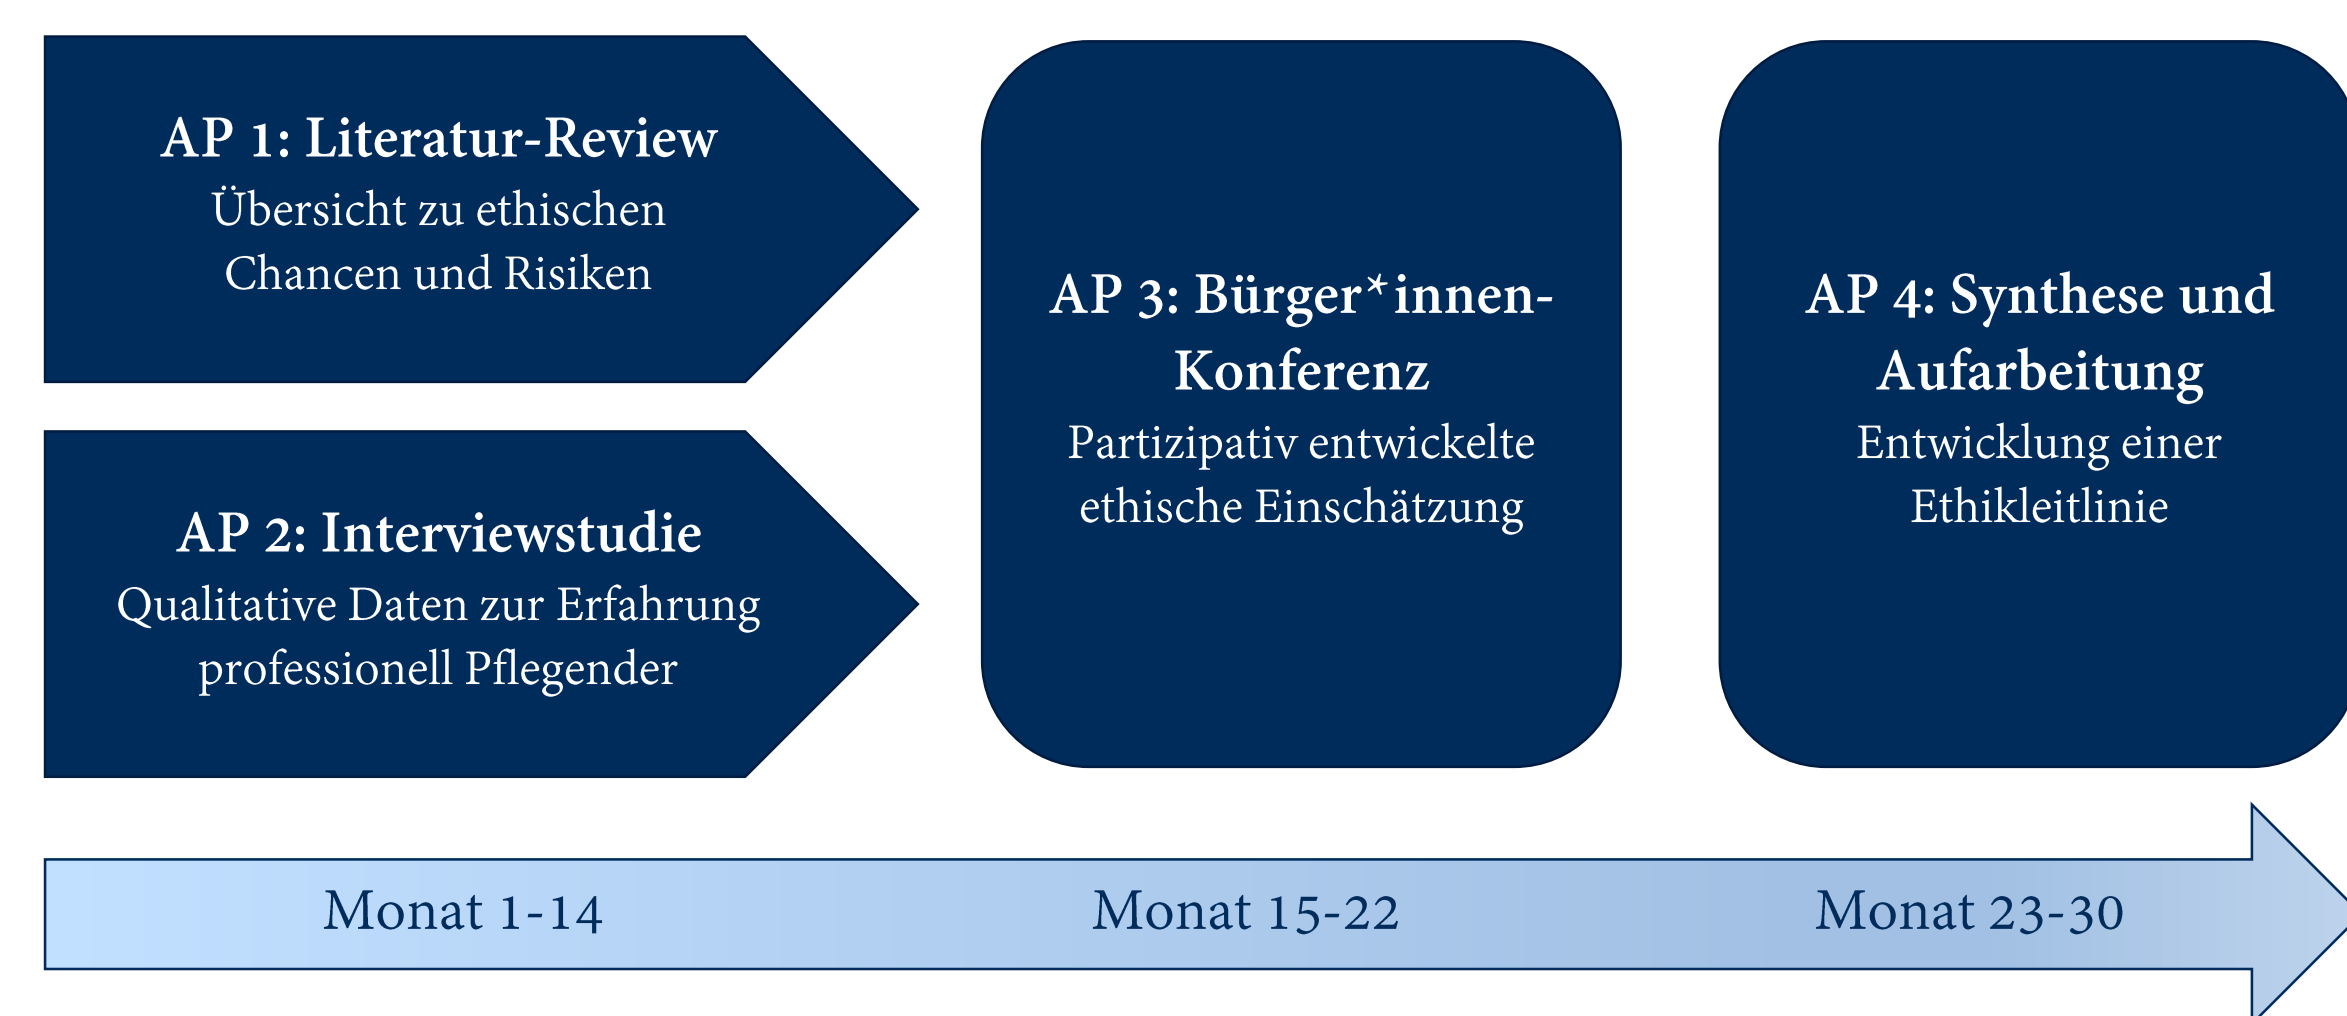 AP 1: Literatur-Review
Übersicht zu ethischen
Chancen und Risiken
AP 2: Interviewstudie
Qualitative Daten zur Erfahrung
professionell Pflegender
AP 3: Bürger*innen-
Konferenz
Partizipativ entwickelte
ethische Einschätzung
AP 4: Synthese und
Aufarbeitung
Entwicklung einer
Ethikleitlinie
Monat 1-14
Monat 15-22
Monat 23-30